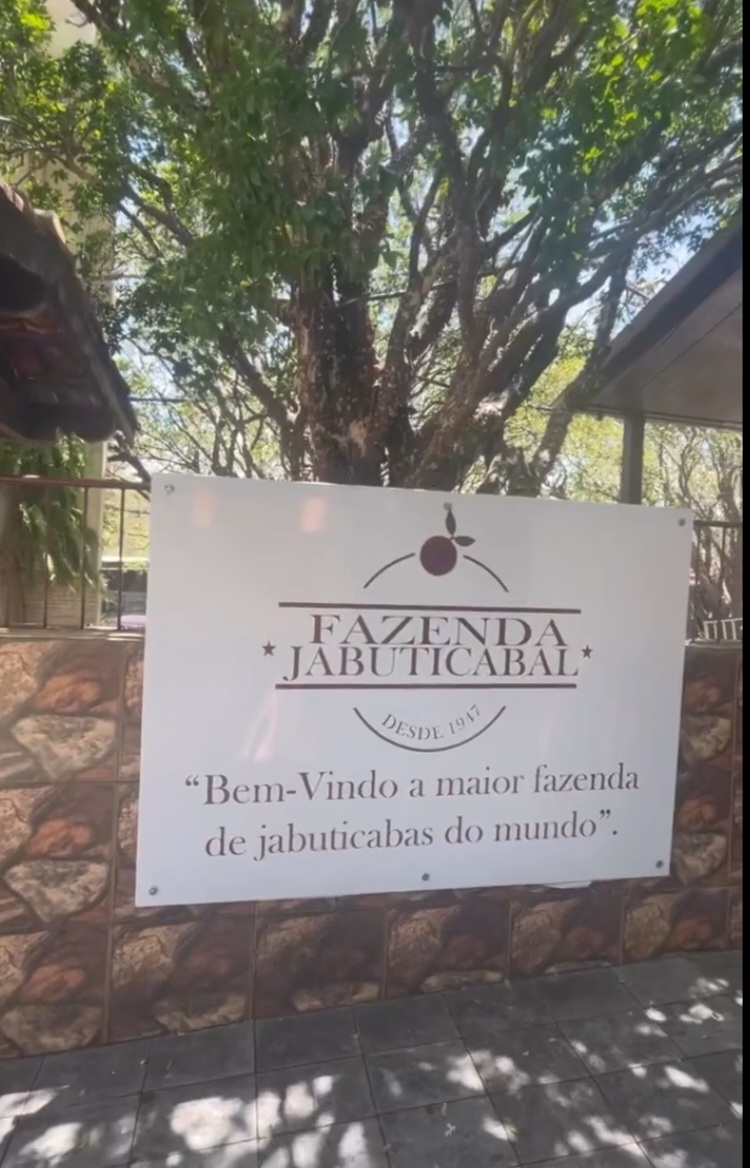 FAZENDA
JABUTICABAL
DESDE 1947
“Bem-Vindo a maior fazenda
de jabuticabas do mundo”.